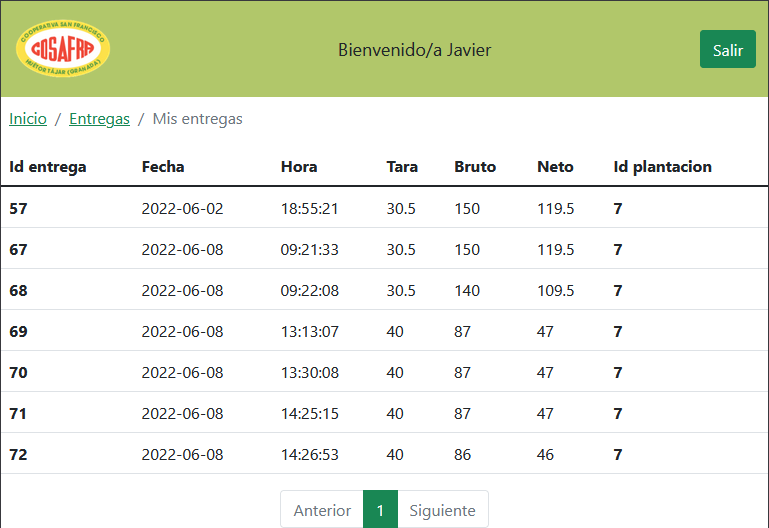 COOPERATIVA SAN FRANCISCO
COSAFRA
HUETOR TÁJAR (GRANADA)
Bienvenido/a Javier
Salir
Inicio / Entregas / Mis entregas
Id entrega Fecha Hora Tara Bruto Neto Id plantacion
57 2022-06-02 18:55:21 30.5 150 119.5 7
67 2022-06-08 09:21:33 30.5 150 119.5 7
68 2022-06-08 09:22:08 30.5 140 109.5 7
69 2022-06-08 13:13:07 40 87 47 7
70 2022-06-08 13:30:08 40 87 47 7
71 2022-06-08 14:25:15 40 87 47 7
72 2022-06-08 14:26:53 40 86 46 7
Anterior 1 Siguiente